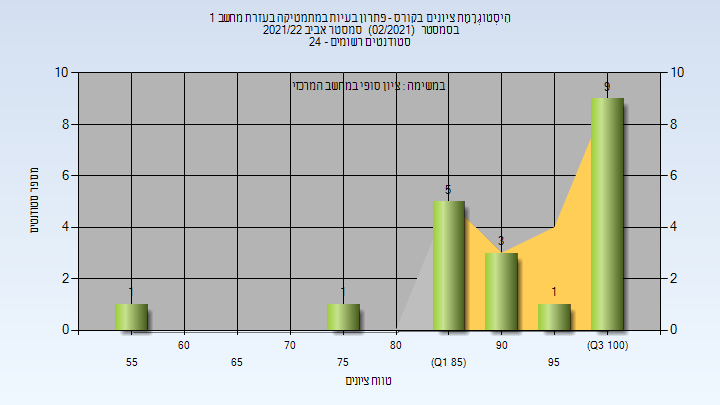 הִיסְטוֹגְרַמַת ציונים בקורס - פתרון בעיות במתמטיקה בעזרת מחשב 1
בסמסטר (02/2021) סמסטר אביב 2021/22
סטודנטים רשומים - 24
במשימה : ציון סופי במחשב המרכזי
10 10
9
8 8
6 6
5
4 4
3
2 2
1 1 1
0 0
מספר סטודנטים
60 70 80 90 (Q3 100)
55 65 75 (Q1 85) 95
טווח ציונים